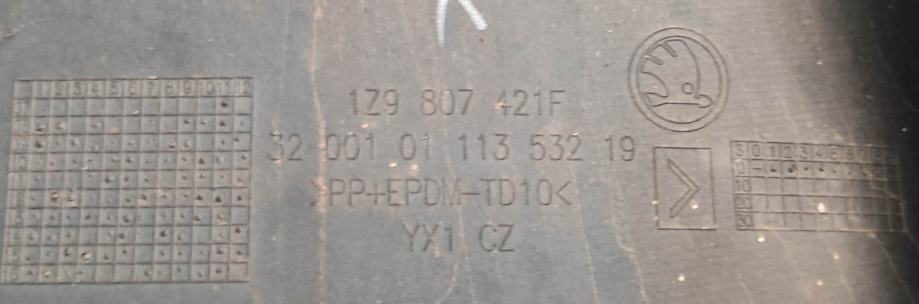 1Z9 807 421F
32 001 01 113 532 19
>PP+EPDM-TD10<
YX1 CZ